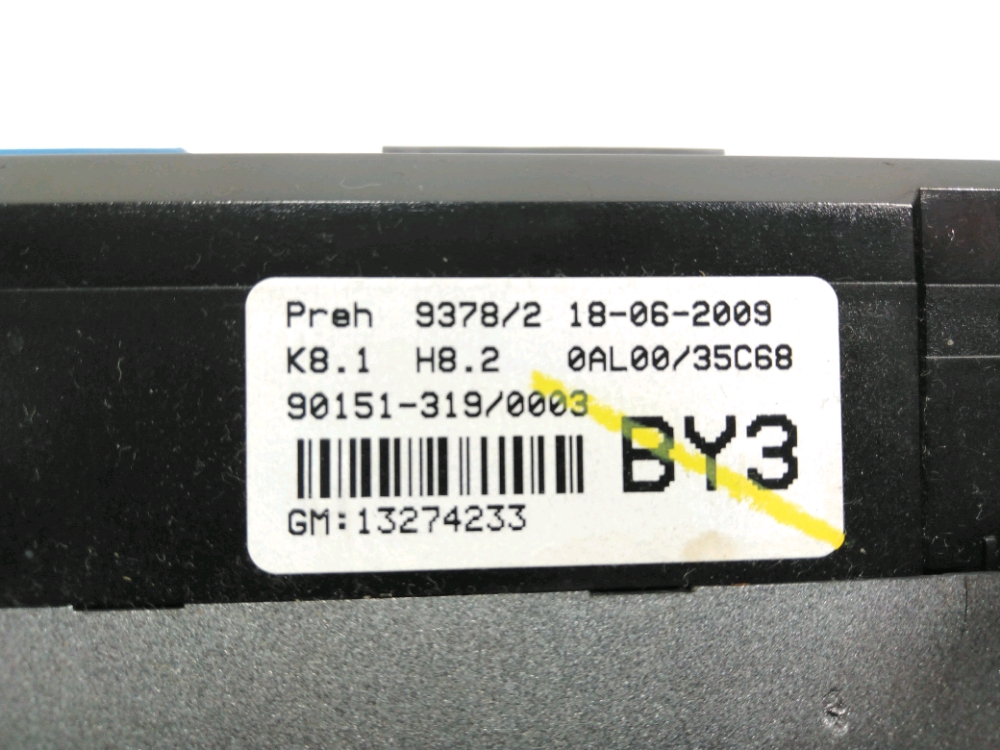 Preh 9378/2 18-06-2009
K8.1 H8.2 0AL00/35C68
90151-319/0003
BY3
GM:13274233